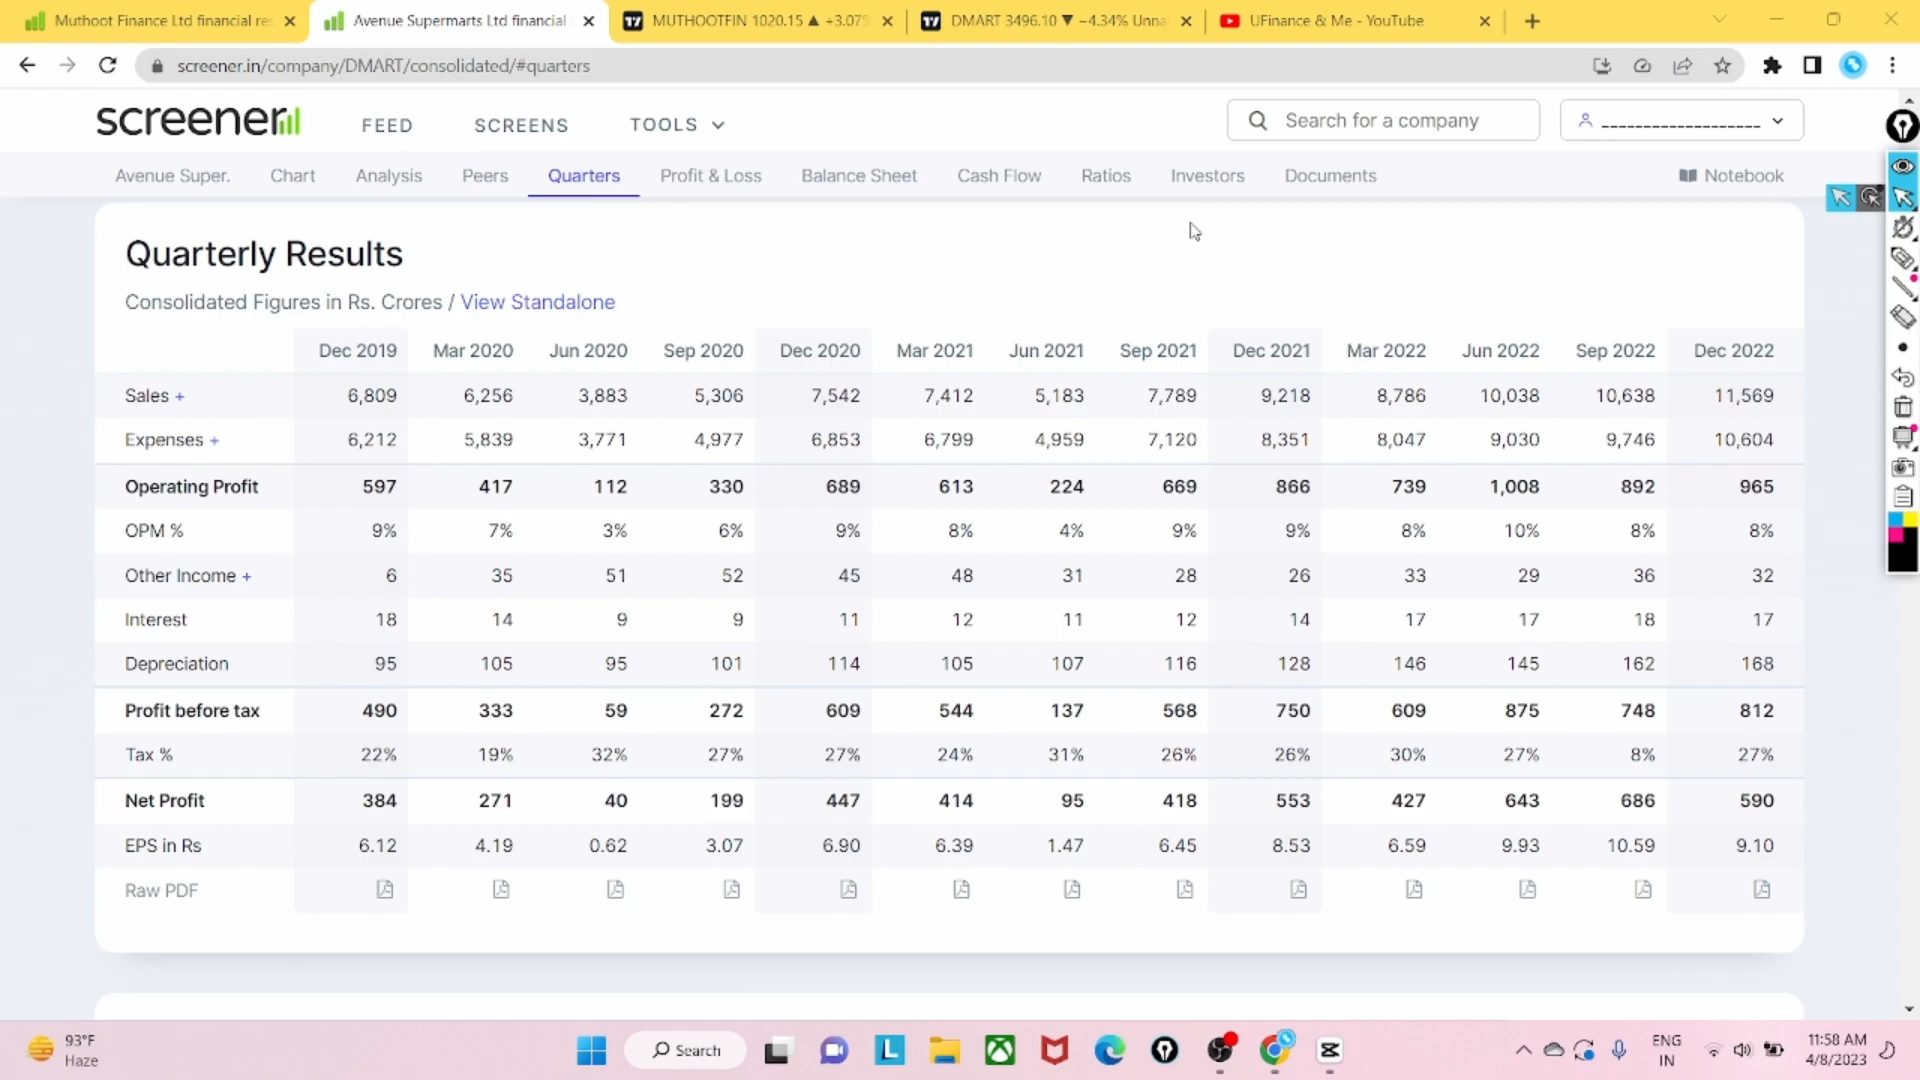 Muthoot Finance Ltd financial re
Avenue Supermarts Ltd financial
MUTHOOTFIN 1020.15 ▲ +3.07%
DMART 3496.10 ▼ −4.34% Unna
UFinance & Me - YouTube
screener.in/company/DMART/consolidated/#quarters
screener
FEED SCREENS TOOLS
Search for a company
Avenue Super. Chart Analysis Peers Quarters Profit & Loss Balance Sheet Cash Flow Ratios Investors Documents Notebook
Quarterly Results
Consolidated Figures in Rs. Crores / View Standalone
Dec 2019 Mar 2020 Jun 2020 Sep 2020 Dec 2020 Mar 2021 Jun 2021 Sep 2021 Dec 2021 Mar 2022 Jun 2022 Sep 2022 Dec 2022
Sales + 6,809 6,256 3,883 5,306 7,542 7,412 5,183 7,789 9,218 8,786 10,038 10,638 11,569
Expenses + 6,212 5,839 3,771 4,977 6,853 6,799 4,959 7,120 8,351 8,047 9,030 9,746 10,604
Operating Profit 597 417 112 330 689 613 224 669 866 739 1,008 892 965
OPM % 9% 7% 3% 6% 9% 8% 4% 9% 9% 8% 10% 8% 8%
Other Income + 6 35 51 52 45 48 31 28 26 33 29 36 32
Interest 18 14 9 9 11 12 11 12 14 17 17 18 17
Depreciation 95 105 95 101 114 105 107 116 128 146 145 162 168
Profit before tax 490 333 59 272 609 544 137 568 750 609 875 748 812
Tax % 22% 19% 32% 27% 27% 24% 31% 26% 26% 30% 27% 8% 27%
Net Profit 384 271 40 199 447 414 95 418 553 427 643 686 590
EPS in Rs 6.12 4.19 0.62 3.07 6.90 6.39 1.47 6.45 8.53 6.59 9.93 10.59 9.10
Raw PDF
93°F
Haze
Search
ENG
IN
11:58 AM
4/8/2023